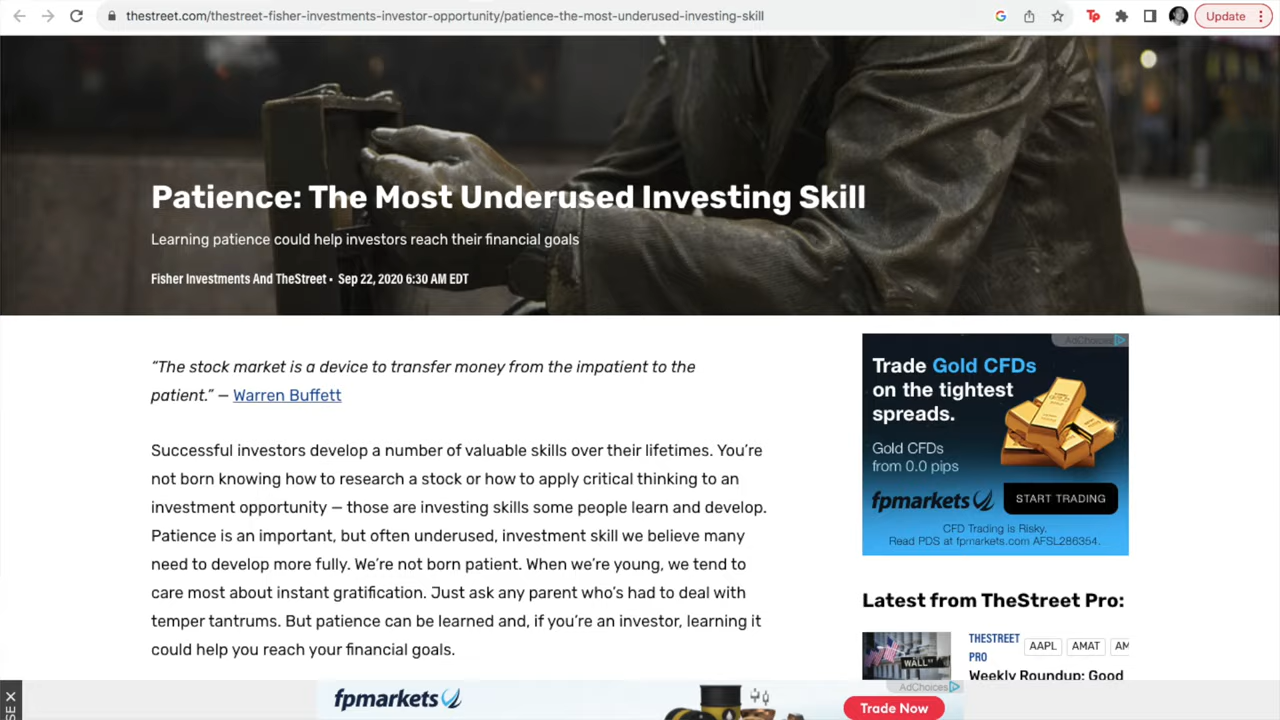 thestreet.com/thestreet-fisher-investments-investor-opportunity/patience-the-most-underused-investing-skill
Update
Patience: The Most Underused Investing Skill
Learning patience could help investors reach their financial goals
Fisher Investments And TheStreet • Sep 22, 2020 6:30 AM EDT
“The stock market is a device to transfer money from the impatient to the
patient.” — Warren Buffett
Successful investors develop a number of valuable skills over their lifetimes. You’re
not born knowing how to research a stock or how to apply critical thinking to an
investment opportunity — those are investing skills some people learn and develop.
Patience is an important, but often underused, investment skill we believe many
need to develop more fully. We’re not born patient. When we’re young, we tend to
care most about instant gratification. Just ask any parent who’s had to deal with
temper tantrums. But patience can be learned and, if you’re an investor, learning it
could help you reach your financial goals.
AdChoices
Trade Gold CFDs
on the tightest
spreads.
Gold CFDs
from 0.0 pips
fpmarkets
START TRADING
CFD Trading is Risky.
Read PDS at fpmarkets.com AFSL286354.
Latest from TheStreet Pro:
WALL
THESTREET
PRO
AAPL
AMAT
AM
Weekly Roundup: Good
SE X
fpmarkets
AdChoices
Trade Now